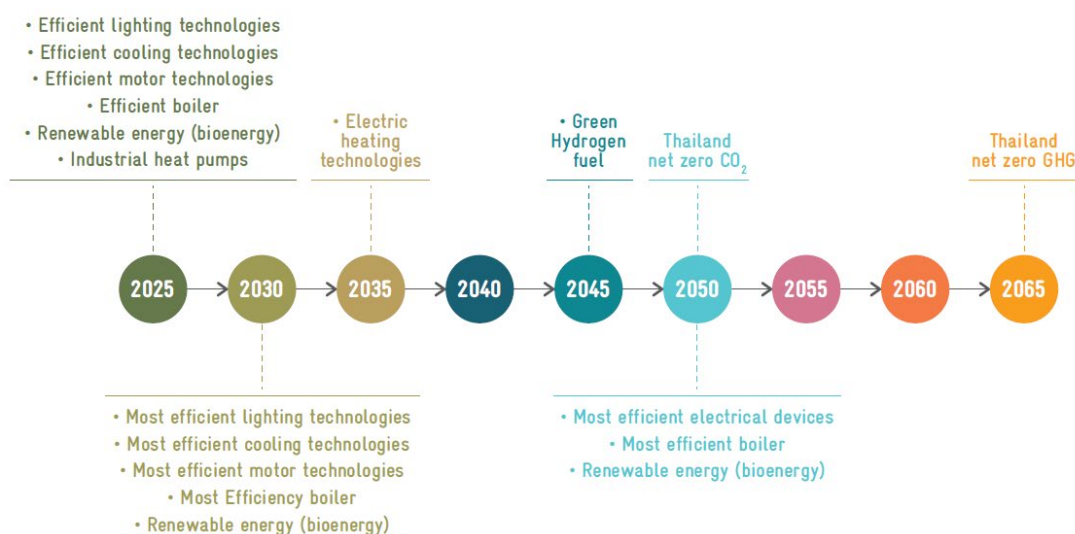 • Efficient lighting technologies
• Efficient cooling technologies
• Efficient motor technologies
• Efficient boiler
• Renewable energy (bioenergy)
• Industrial heat pumps
• Electric
heating
technologies
• Green
Hydrogen
fuel
Thailand
net zero CO₂
Thailand
net zero GHG
2025
2030
2035
2040
2045
2050
2055
2060
2065
• Most efficient lighting technologies
• Most efficient cooling technologies
• Most efficient motor technologies
• Most Efficiency boiler
• Renewable energy (bioenergy)
• Most efficient electrical devices
• Most efficient boiler
• Renewable energy (bioenergy)